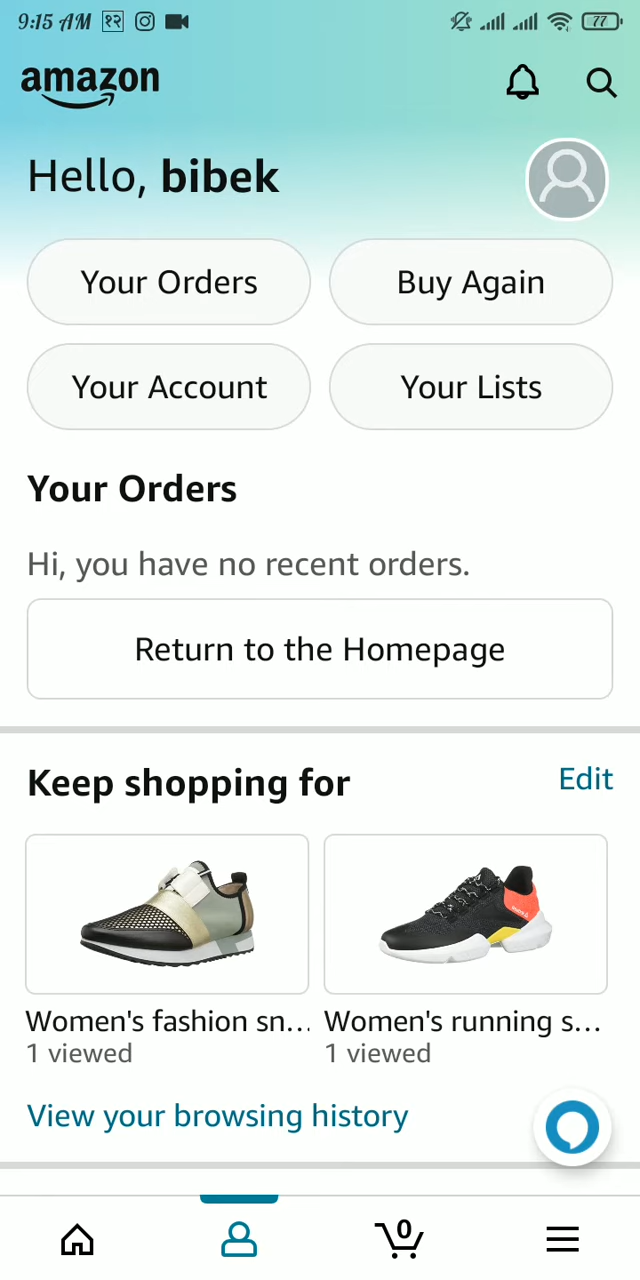 9:15 AM १२ 77
amazon
Hello, bibek
Your Orders
Buy Again
Your Account
Your Lists
Your Orders
Hi, you have no recent orders.
Return to the Homepage
Keep shopping for
Edit
Women's fashion sn...
Women's running s...
1 viewed
1 viewed
View your browsing history
0